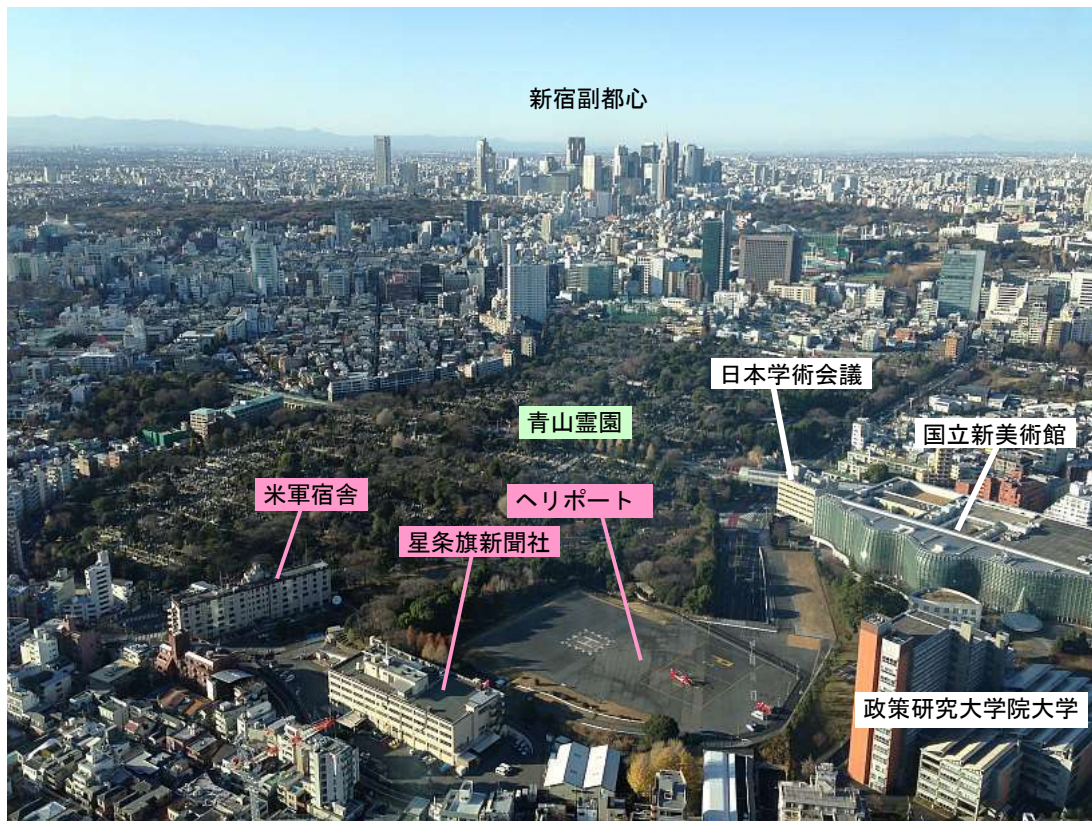 新宿副都心
日本学術会議
青山霊園
国立新美術館
米軍宿舎
ヘリポート
星条旗新聞社
政策研究大学院大学